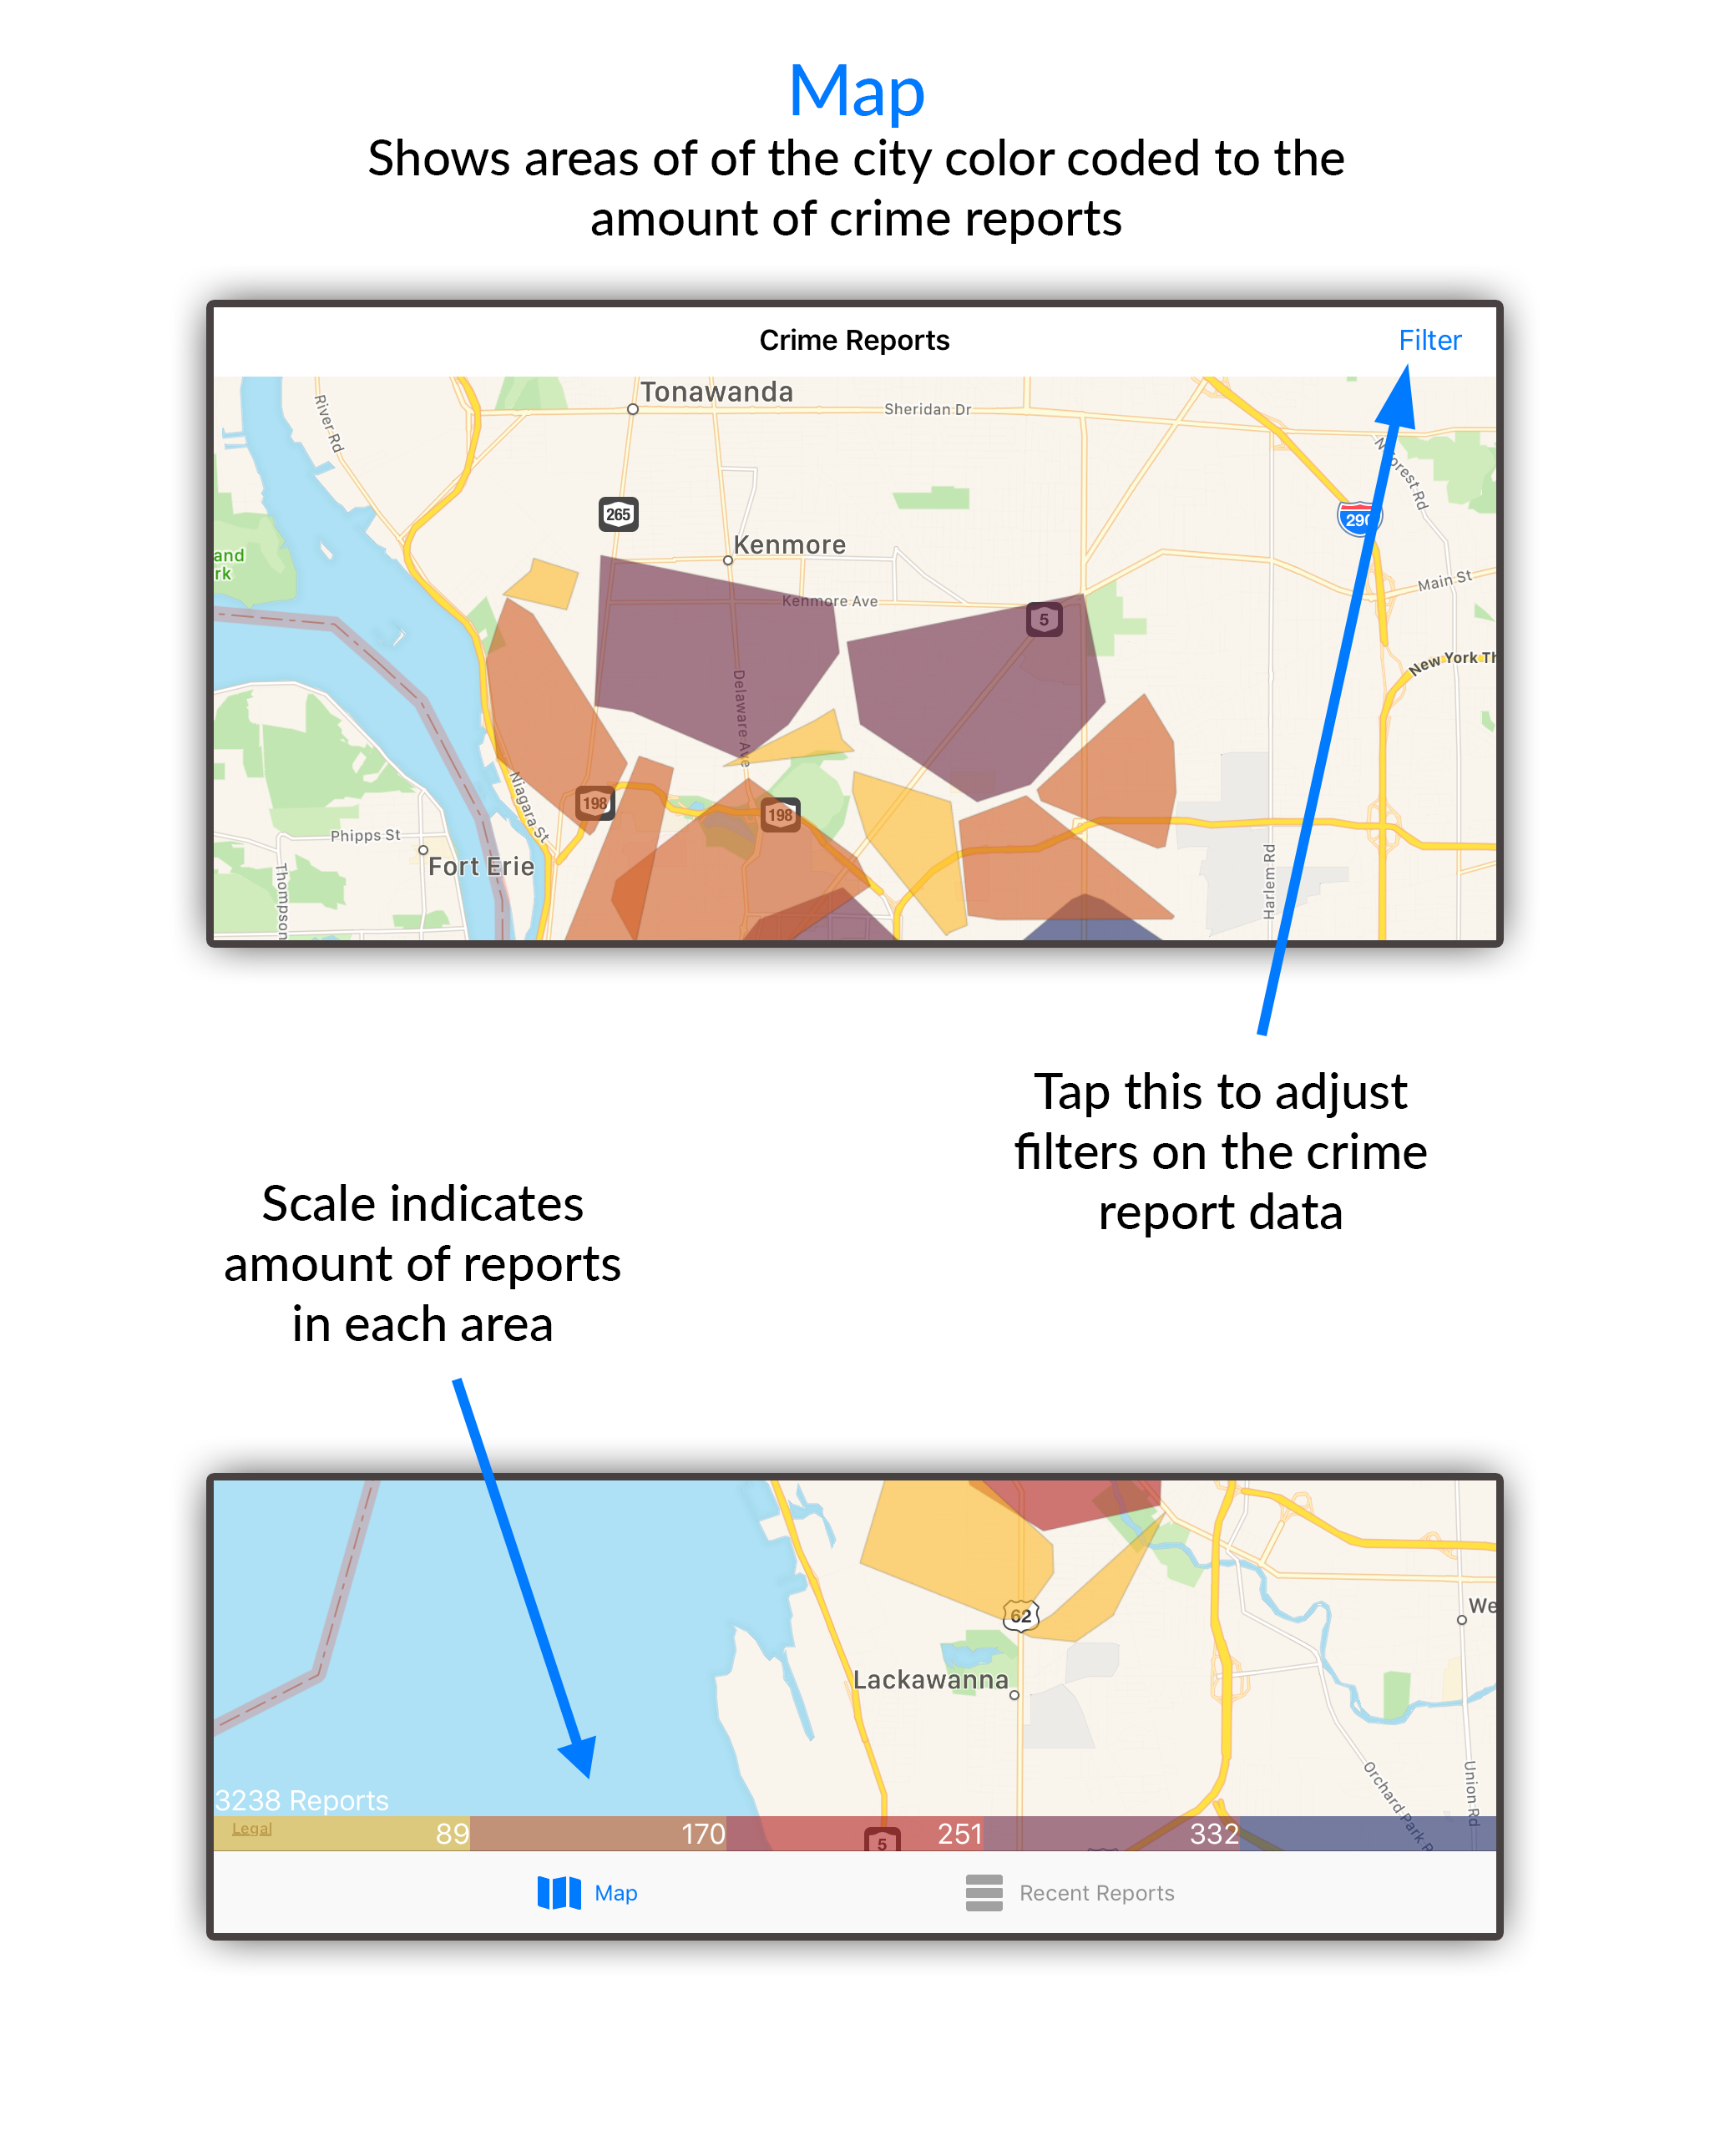 Map
Shows areas of of the city color coded to the
amount of crime reports
Crime Reports
Filter
Tonawanda
Sheridan Dr
River Rd
265
Kenmore
290
and
rk
Main St
Kenmore Ave
5
New York Th
Delaware Ave
Niagara St
198
198
Phipps St
Fort Erie
Thompson
Harlem Rd
Tap this to adjust
filters on the crime
report data
Scale indicates
amount of reports
in each area
62
We
Lackawanna
Orchard Park R
Union Rd
3238 Reports
Legal
89
170
5
251
332
Map
Recent Reports